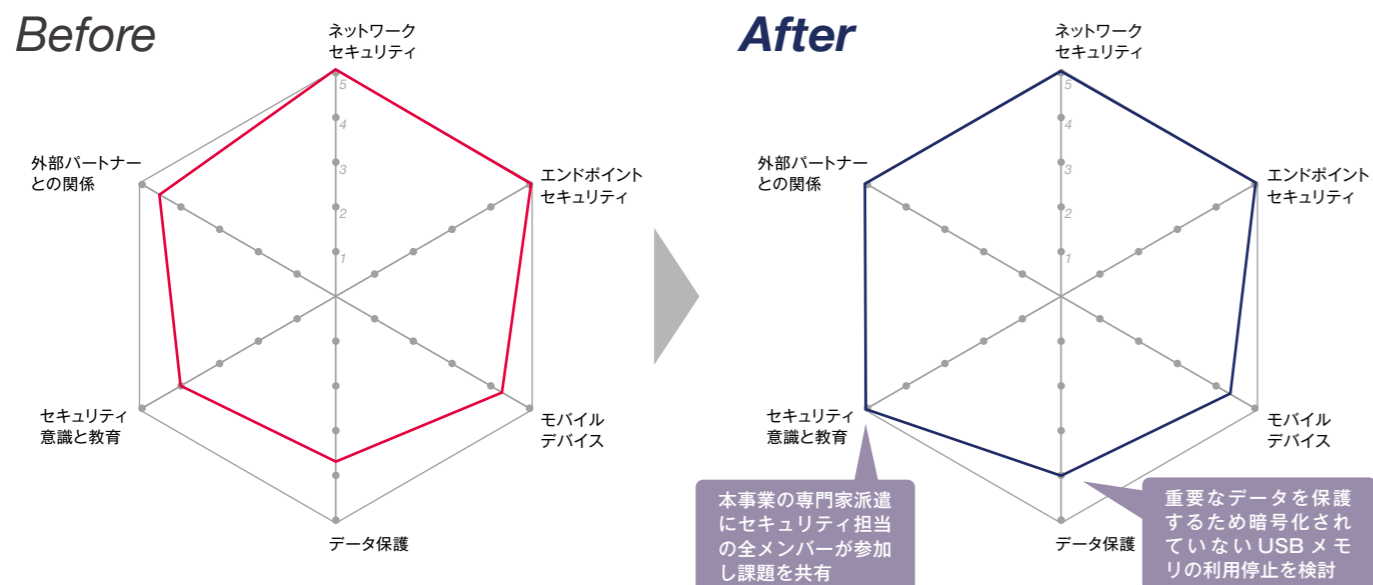 Before
ネットワーク
セキュリティ
5
4
3
2
1
外部パートナー
との関係
エンドポイント
セキュリティ
セキュリティ
意識と教育
モバイル
デバイス
データ保護
After
ネットワーク
セキュリティ
5
4
3
2
1
外部パートナー
との関係
エンドポイント
セキュリティ
セキュリティ
意識と教育
モバイル
デバイス
データ保護
本事業の専門家派遣
にセキュリティ担当
の全メンバーが参加
し課題を共有
重要なデータを保護
するため暗号化され
ていない USB メモ
リの利用停止を検討